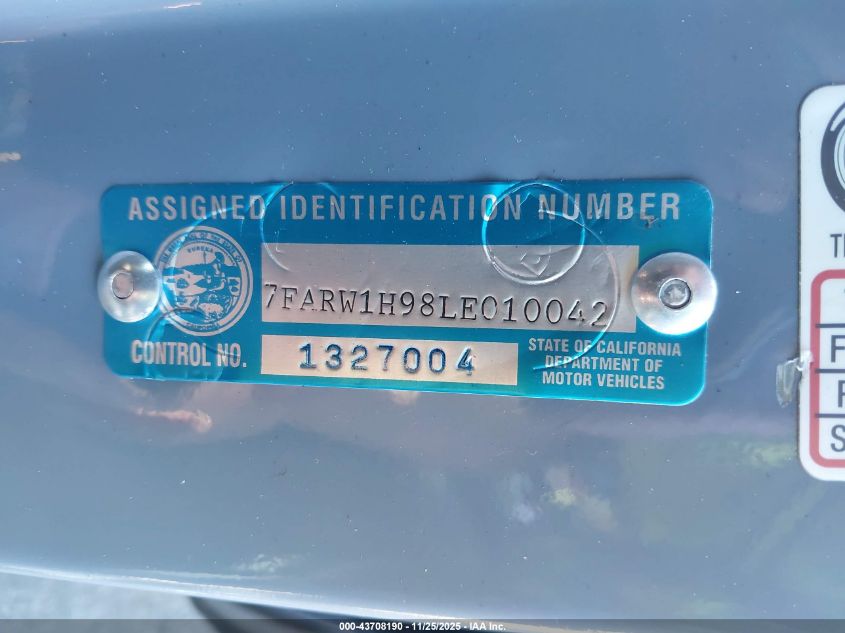 ASSIGNED IDENTIFICATION NUMBER
7FARW1H98LE010042
CONTROL NO.
1327004
STATE OF CALIFORNIA
DEPARTMENT OF
MOTOR VEHICLES
T
F
F
S
000-43708190 - 11/25/2025 - IAA Inc.